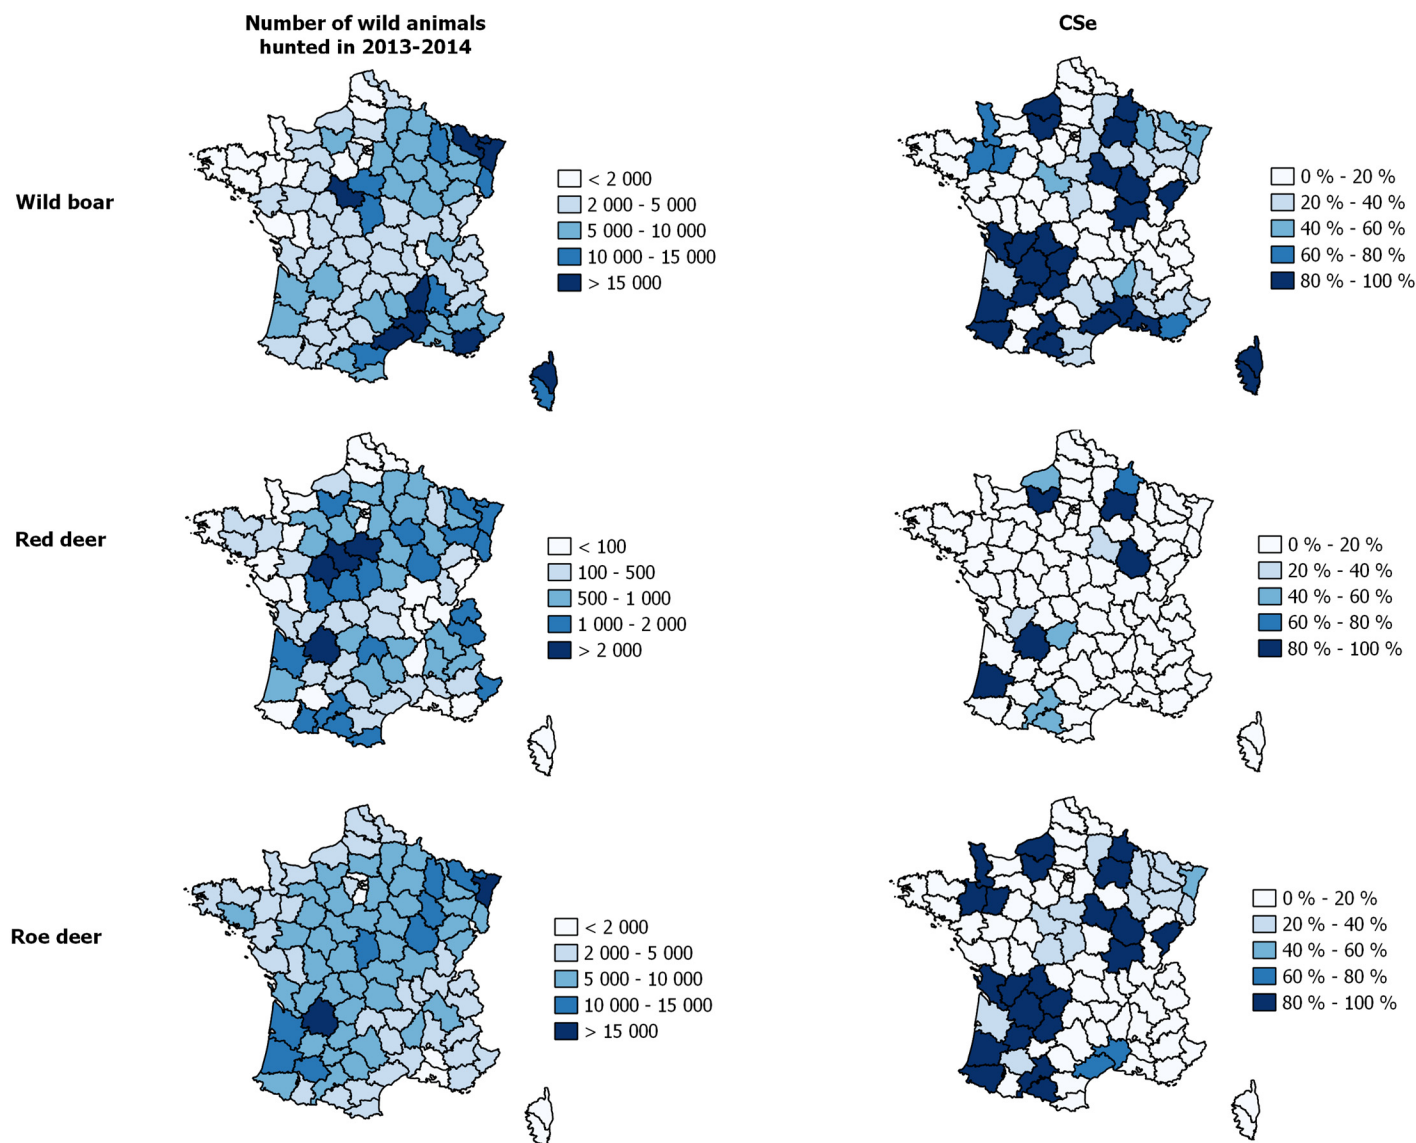 Number of wild animals
hunted in 2013-2014
CSe
Wild boar
< 2 000
2 000 - 5 000
5 000 - 10 000
10 000 - 15 000
> 15 000
0 % - 20 %
20 % - 40 %
40 % - 60 %
60 % - 80 %
80 % - 100 %
Red deer
< 100
100 - 500
500 - 1 000
1 000 - 2 000
> 2 000
0 % - 20 %
20 % - 40 %
40 % - 60 %
60 % - 80 %
80 % - 100 %
Roe deer
< 2 000
2 000 - 5 000
5 000 - 10 000
10 000 - 15 000
> 15 000
0 % - 20 %
20 % - 40 %
40 % - 60 %
60 % - 80 %
80 % - 100 %